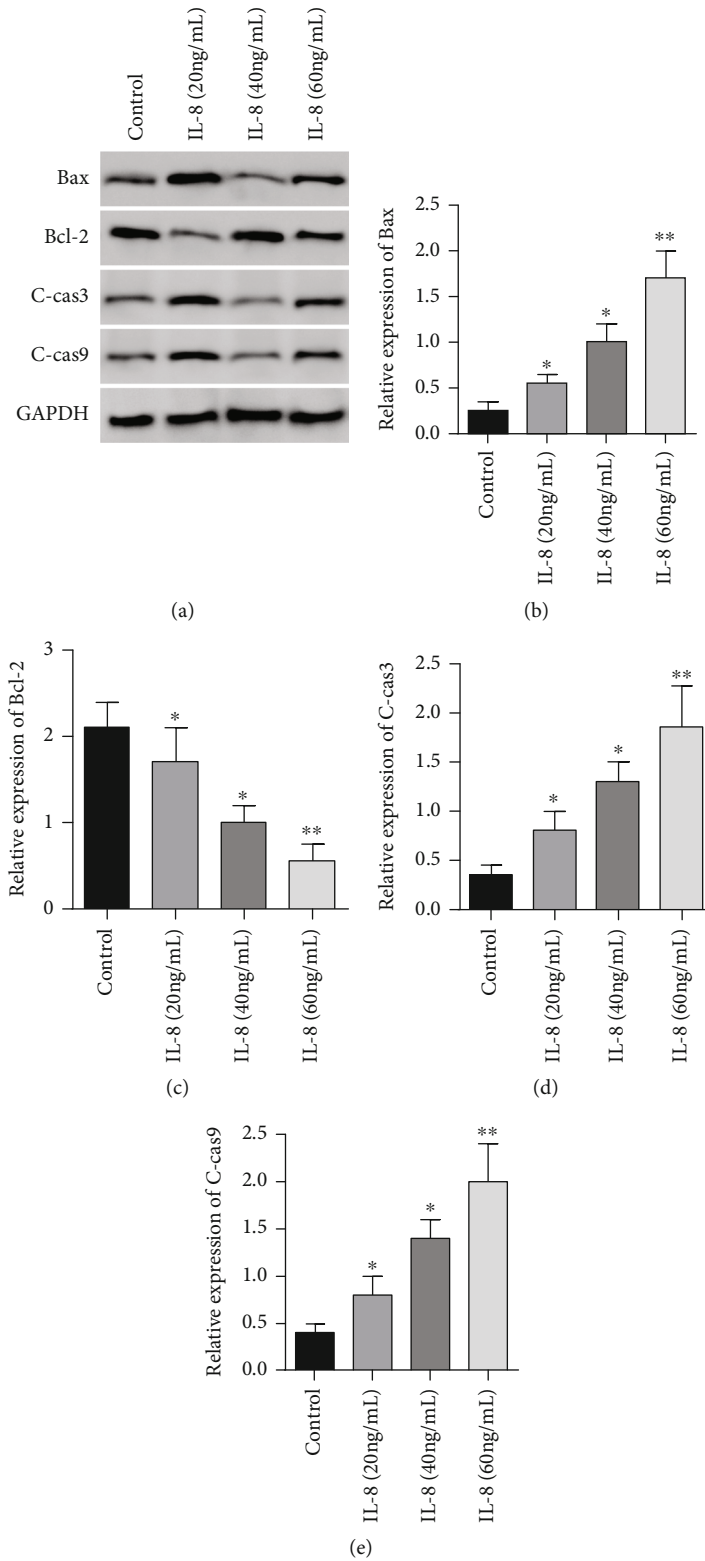 Control
IL-8 (20ng/mL)
IL-8 (40ng/mL)
IL-8 (60ng/mL)
Bax
Bcl-2
C-cas3
C-cas9
GAPDH
(a)
Relative expression of Bax
2.5
2.0
1.5
1.0
0.5
0.0
*
*
**
Control
IL-8 (20ng/mL)
IL-8 (40ng/mL)
IL-8 (60ng/mL)
(b)
Relative expression of Bcl-2
3
2
1
0
*
*
**
Control
IL-8 (20ng/mL)
IL-8 (40ng/mL)
IL-8 (60ng/mL)
(c)
Relative expression of C-cas3
2.5
2.0
1.5
1.0
0.5
0.0
*
*
**
Control
IL-8 (20ng/mL)
IL-8 (40ng/mL)
IL-8 (60ng/mL)
(d)
Relative expression of C-cas9
2.5
2.0
1.5
1.0
0.5
0.0
*
*
**
Control
IL-8 (20ng/mL)
IL-8 (40ng/mL)
IL-8 (60ng/mL)
(e)